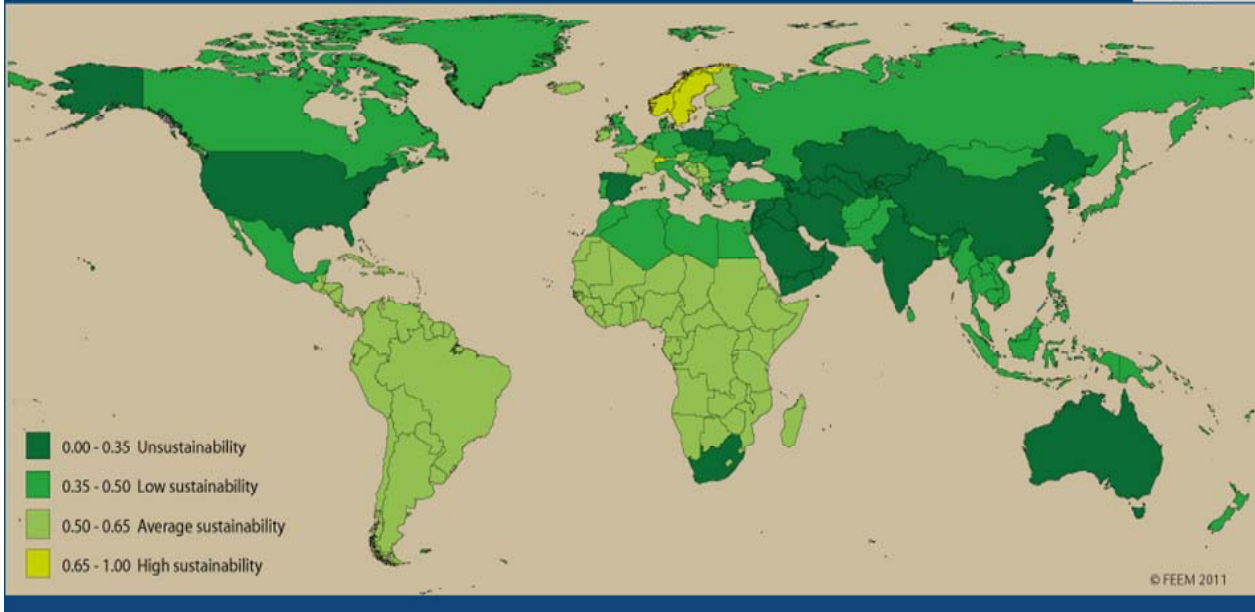 0.00 - 0.35 Unsustainability
0.35 - 0.50 Low sustainability
0.50 - 0.65 Average sustainability
0.65 - 1.00 High sustainability
© FEEM 2011